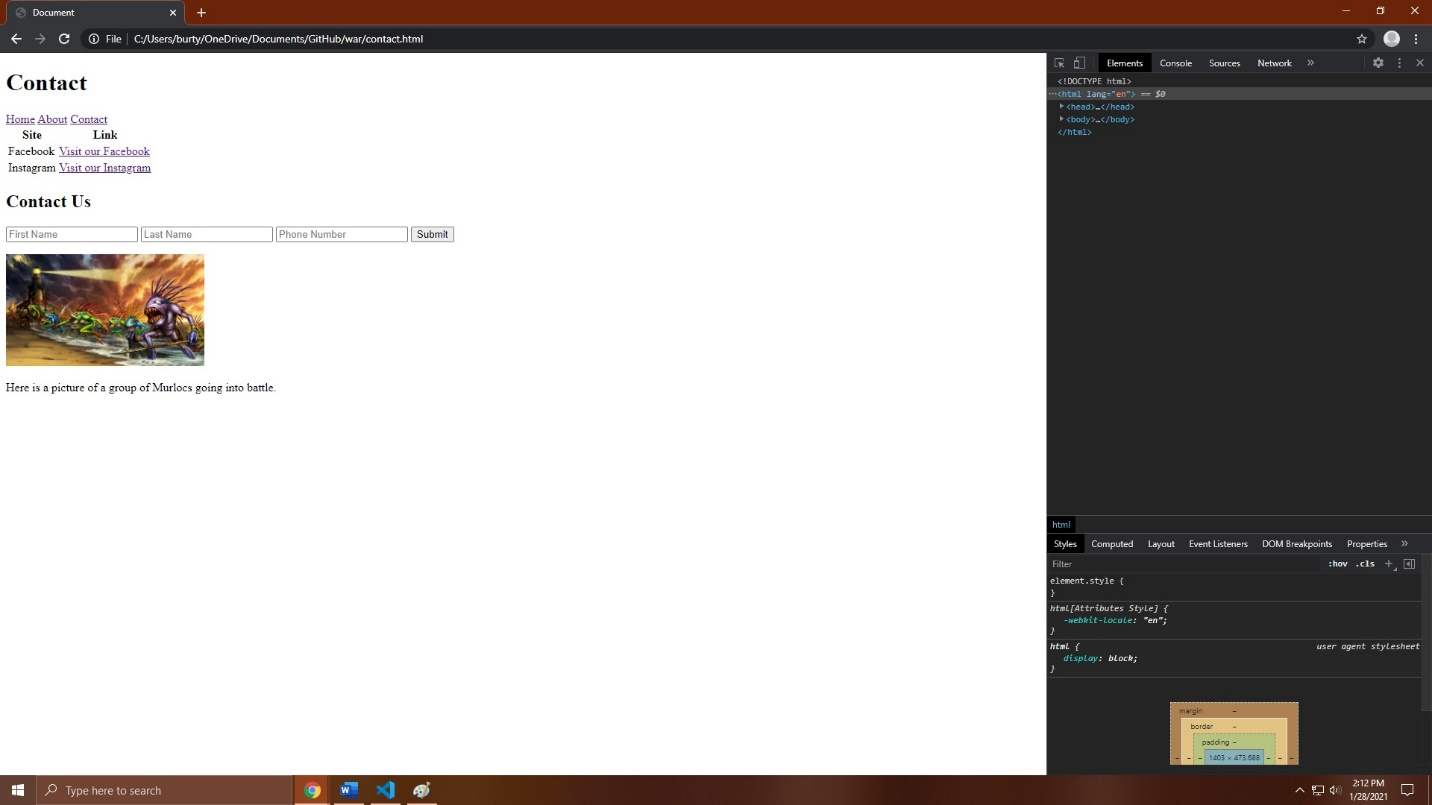 Document
File C:/Users/burty/OneDrive/Documents/GitHub/war/contact.html
Contact
Home About Contact
Site Link
Facebook Visit our Facebook
Instagram Visit our Instagram
Contact Us
First Name Last Name Phone Number Submit
Here is a picture of a group of Murlocs going into battle.
Elements Console Sources Network »
<!DOCTYPE html>
…<html lang="en"> == $0
<head>…</head>
<body>…</body>
</html>
html
Styles Computed Layout Event Listeners DOM Breakpoints Properties »
Filter :hov .cls +
element.style {
}
html[Attributes Style] {
-webkit-locale: "en";
}
html { user agent stylesheet
display: block;
}
margin –
border –
padding –
– – – 1403 × 473.688 – – –
Type here to search
2:12 PM
1/28/2021